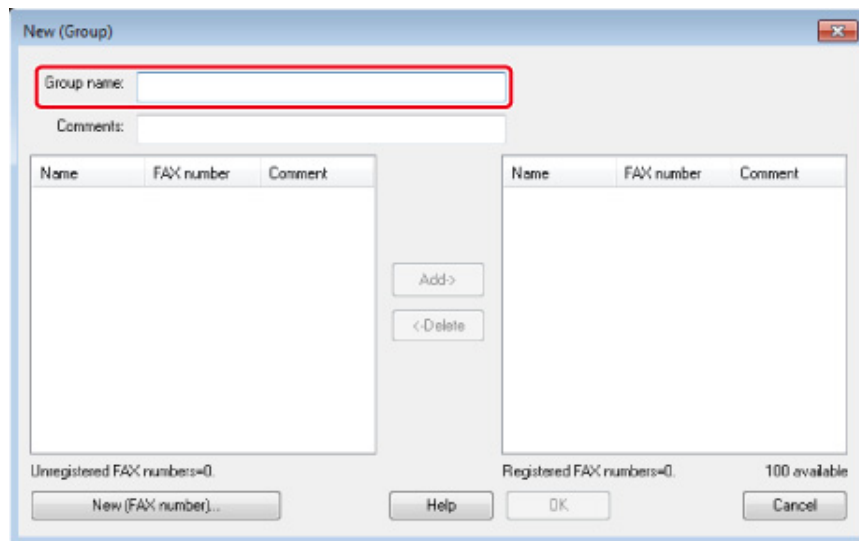 New (Group)
Group name:
Comments:
Name FAX number Comment
Name FAX number Comment
Add->
<-Delete
Unregistered FAX numbers=0.
Registered FAX numbers=0. 100 available
New (FAX number)... Help OK Cancel